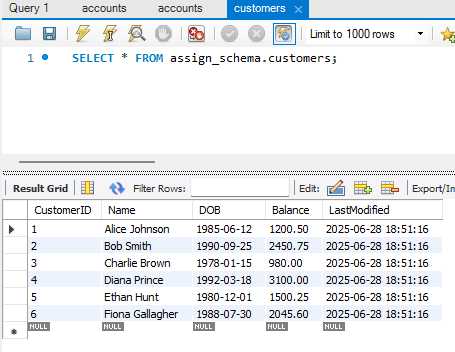 Query 1 accounts accounts customers
Limit to 1000 rows
1 SELECT * FROM assign_schema.customers;
Result Grid Filter Rows: Edit: Export/Im
CustomerID Name DOB Balance LastModified
1 Alice Johnson 1985-06-12 1200.50 2025-06-28 18:51:16
2 Bob Smith 1990-09-25 2450.75 2025-06-28 18:51:16
3 Charlie Brown 1978-01-15 980.00 2025-06-28 18:51:16
4 Diana Prince 1992-03-18 3100.00 2025-06-28 18:51:16
5 Ethan Hunt 1980-12-01 1500.25 2025-06-28 18:51:16
6 Fiona Gallagher 1988-07-30 2045.60 2025-06-28 18:51:16
NULL NULL NULL NULL NULL